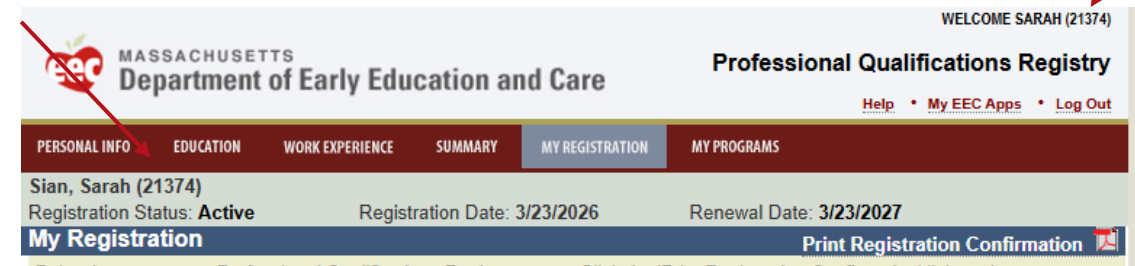 WELCOME SARAH (21374)
eec
MASSACHUSETTS
Department of Early Education and Care
Professional Qualifications Registry
Help • My EEC Apps • Log Out
PERSONAL INFO EDUCATION WORK EXPERIENCE SUMMARY MY REGISTRATION MY PROGRAMS
Sian, Sarah (21374)
Registration Status: Active Registration Date: 3/23/2026 Renewal Date: 3/23/2027
My Registration Print Registration Confirmation